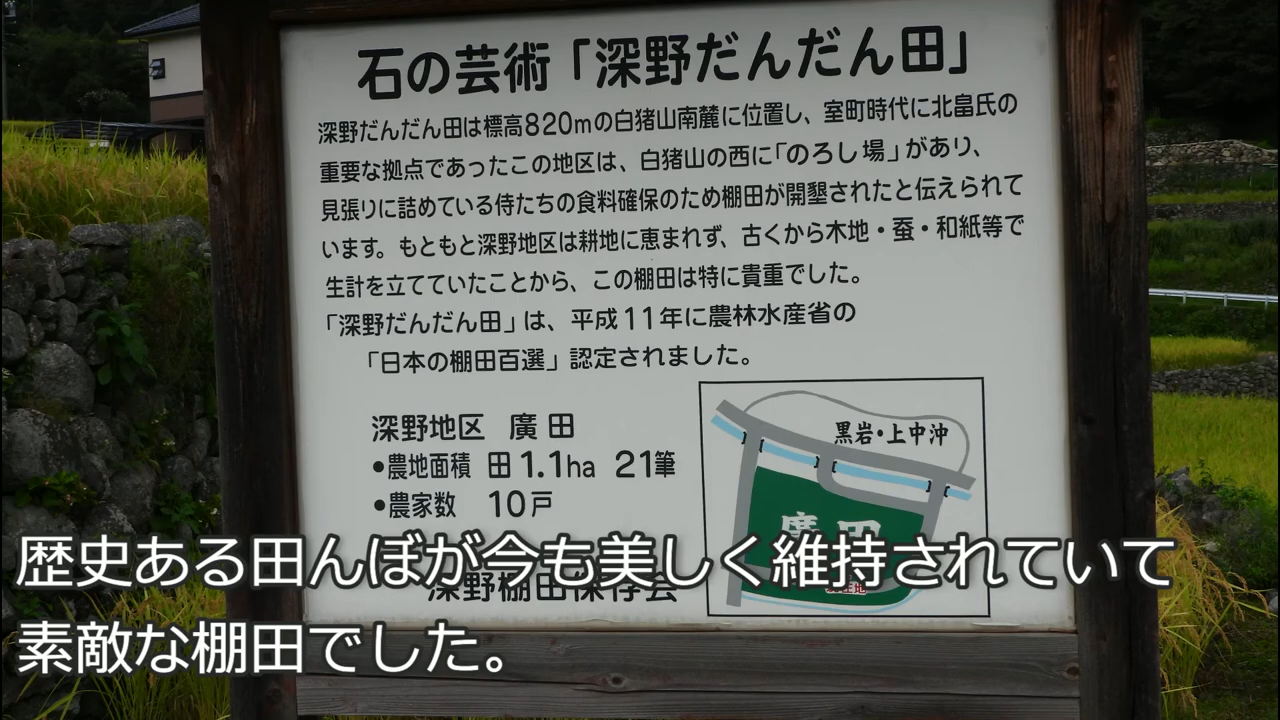 石の芸術「深野だんだん田」
深野だんだん田は標高820mの白猪山南麓に位置し、室町時代に北畠氏の
重要な拠点であったこの地区は、白猪山の西に「のろし場」があり、
見張りに詰めている侍たちの食料確保のため棚田が開墾されたと伝えられて
います。もともと深野地区は耕地に恵まれず、古くから木地・蚕・和紙等で
生計を立てていたことから、この棚田は特に貴重でした。
「深野だんだん田」は、平成11年に農林水産省の
「日本の棚田百選」認定されました。
深野地区 廣田
●農地面積 田1.1ha 21筆
●農家数 10戸
黒岩・上中沖
廣田
深野棚田保存会
歴史ある田んぼが今も美しく維持されていて
素敵な棚田でした。